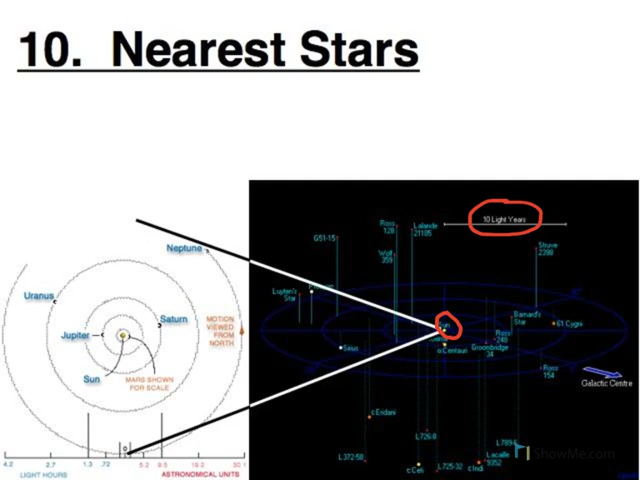 10. Nearest Stars
10 Light Years
Ross
128
Lalande
21185
G51-15
Wolf
359
Struve
2398
Neptune
Uranus
Lupten's
Star
Saturn
Jupiter
MOTION
VIEWED
FROM
NORTH
Barnard's
Star
61 Cygni
Ross
248
Groombridge
34
Sirius
α Centauri
Ross
154
Galactic Centre
Sun
MARS SHOWN
FOR SCALE
ε Eridani
L726-8
L789-6
L372-58
τ Ceti
L725-32
ε Indi
Lacaille
9352
ShowMe.com
0
4.2 2.7 1.3 .72 5.2 9.5 19.2 30.1
LIGHT HOURS ASTRONOMICAL UNITS